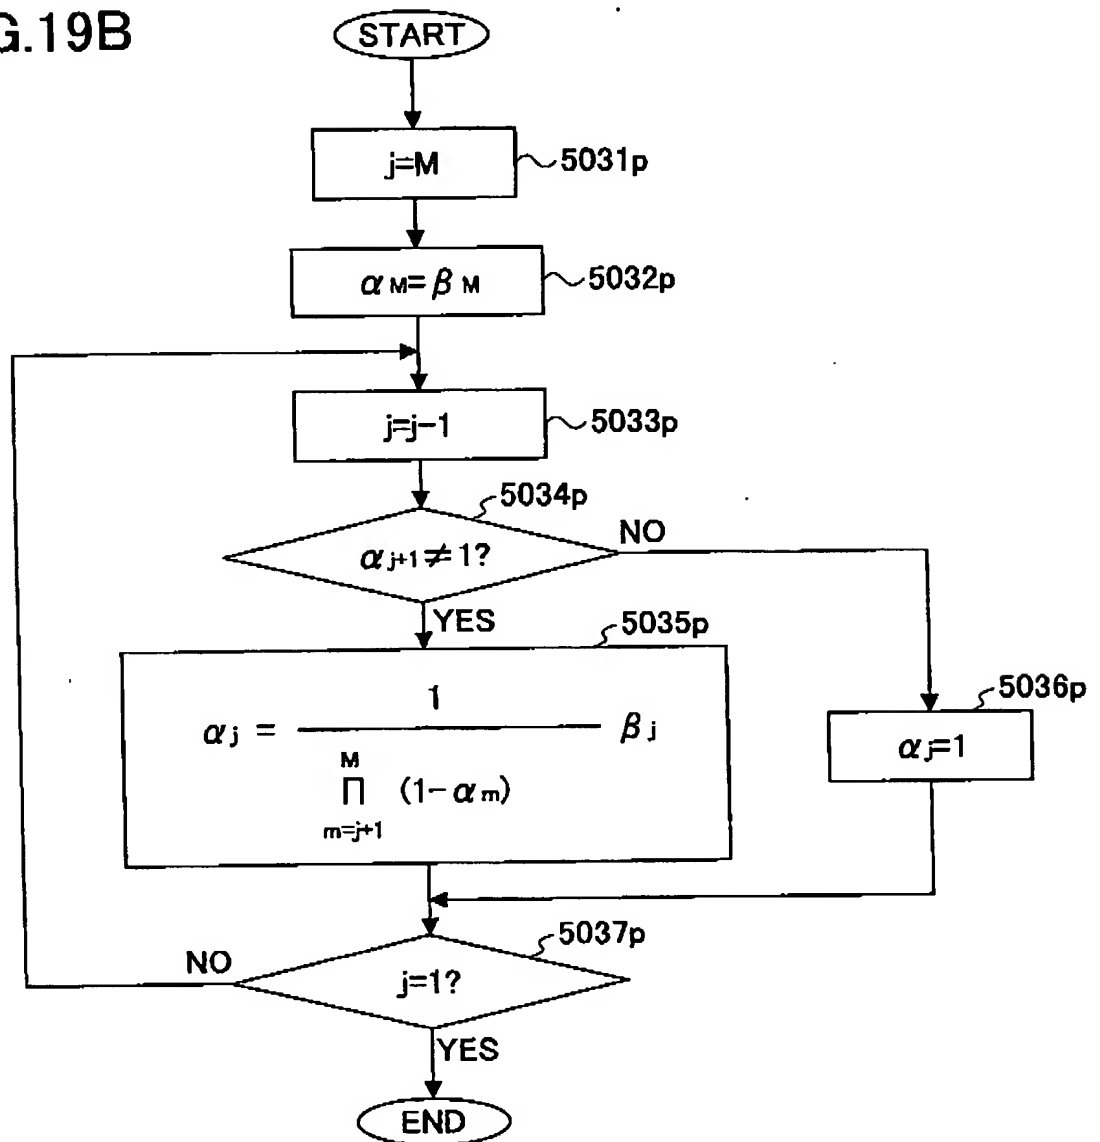 G.19B
START
j=M
5031p
αM=βM
5032p
j=j-1
5033p
5034p
αj+1≠1?
NO
YES
5035p
αj = 1 / M Π m=j+1 (1-αm) βj
5036p
αj=1
5037p
NO
j=1?
YES
END